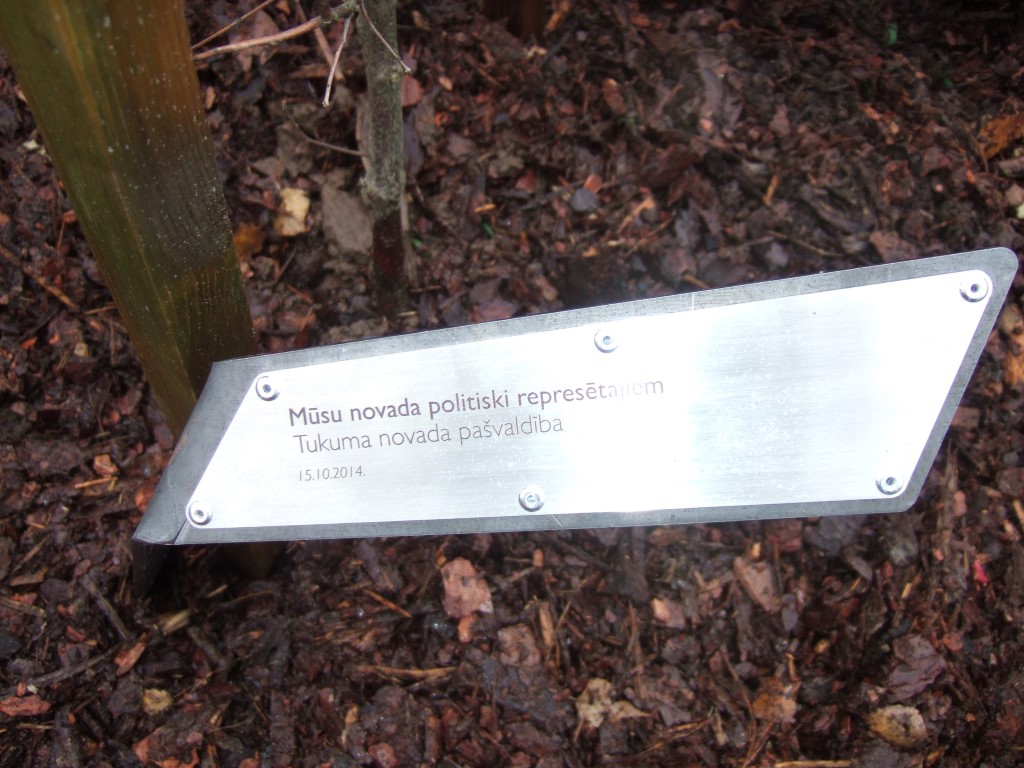 Mūsu novada politiski represētajiem
Tukuma novada pašvaldība
15.10.2014.